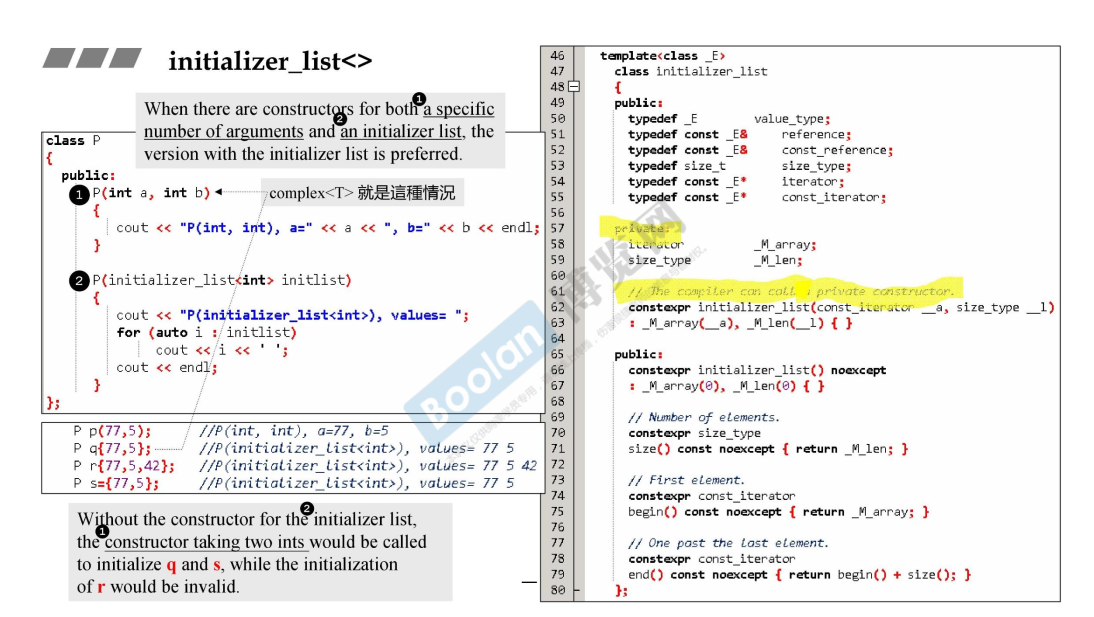 initializer_list<>
When there are constructors for both a specific
number of arguments and an initializer list, the
version with the initializer list is preferred.
1
2
class P
{
public:
1 P(int a, int b)
complex<T> 就是這種情況
{
cout << "P(int, int), a=" << a << ", b=" << b << endl;
}
2 P(initializer_list<int> initlist)
{
cout << "P(initializer_list<int>), values= ";
for (auto i : initlist)
cout << i << ' ';
cout << endl;
}
};
P p(77,5); //P(int, int), a=77, b=5
P q{77,5}; //P(initializer_list<int>), values= 77 5
P r{77,5,42}; //P(initializer_list<int>), values= 77 5 42
P s={77,5}; //P(initializer_list<int>), values= 77 5
2
Without the constructor for the initializer list,
1
the constructor taking two ints would be called
to initialize q and s, while the initialization
of r would be invalid.
46 template<class _E>
47 class initializer_list
48 {
49 public:
50 typedef _E value_type;
51 typedef const _E& reference;
52 typedef const _E& const_reference;
53 typedef size_t size_type;
54 typedef const _E* iterator;
55 typedef const _E* const_iterator;
56
57 private:
58 iterator _M_array;
59 size_type _M_len;
60
61 // The compiler can call a private constructor.
62 constexpr initializer_list(const_iterator __a, size_type __l)
63 : _M_array(__a), _M_len(__l) { }
64
65 public:
66 constexpr initializer_list() noexcept
67 : _M_array(0), _M_len(0) { }
68
69 // Number of elements.
70 constexpr size_type
71 size() const noexcept { return _M_len; }
72
73 // First element.
74 constexpr const_iterator
75 begin() const noexcept { return _M_array; }
76
77 // One past the last element.
78 constexpr const_iterator
79 end() const noexcept { return begin() + size(); }
80 };
Boolan 博览网